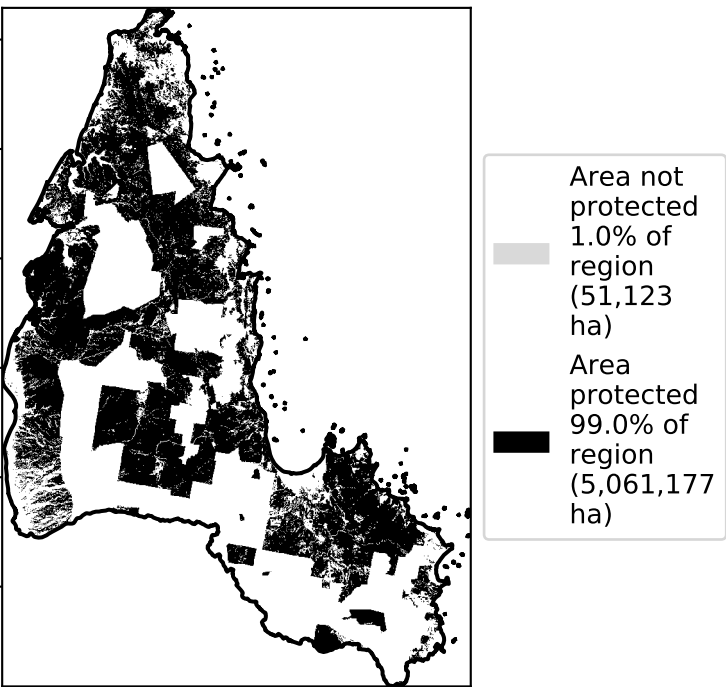 Area not
protected
1.0% of
region
(51,123
ha)
Area
protected
99.0% of
region
(5,061,177
ha)